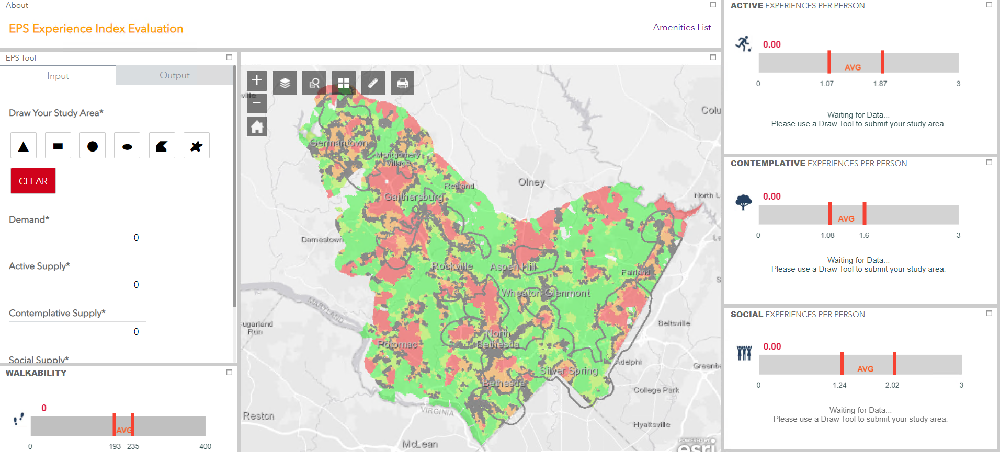 About
EPS Experience Index Evaluation
Amenities List
EPS Tool
Input
Output
Draw Your Study Area*
CLEAR
Demand*
0
Active Supply*
0
Contemplative Supply*
0
Social Supply*
WALKABILITY
0
AVG
0
193
235
400
+
−
ville
Germantown
Montgomery
Village
Redland
Olney
Colu
North L
Gaithersburg
Darnestown
Rockville
Aspen Hill
Fairland
La
S
Wheaton-Glenmont
MARYLAND
ugarland
Run
Beltsville
North
Bethesda
Potomac
Adelphi
Greenb
Silver Spring
Bethesda
College Park
VIRGINIA
Reston
Hyattsville
McLean
POWERED BY
esri
ACTIVE EXPERIENCES PER PERSON
0.00
AVG
0
1.07
1.87
3
Waiting for Data...
Please use a Draw Tool to submit your study area.
CONTEMPLATIVE EXPERIENCES PER PERSON
0.00
AVG
0
1.08
1.6
3
Waiting for Data...
Please use a Draw Tool to submit your study area.
SOCIAL EXPERIENCES PER PERSON
0.00
AVG
0
1.24
2.02
3
Waiting for Data...
Please use a Draw Tool to submit your study area.